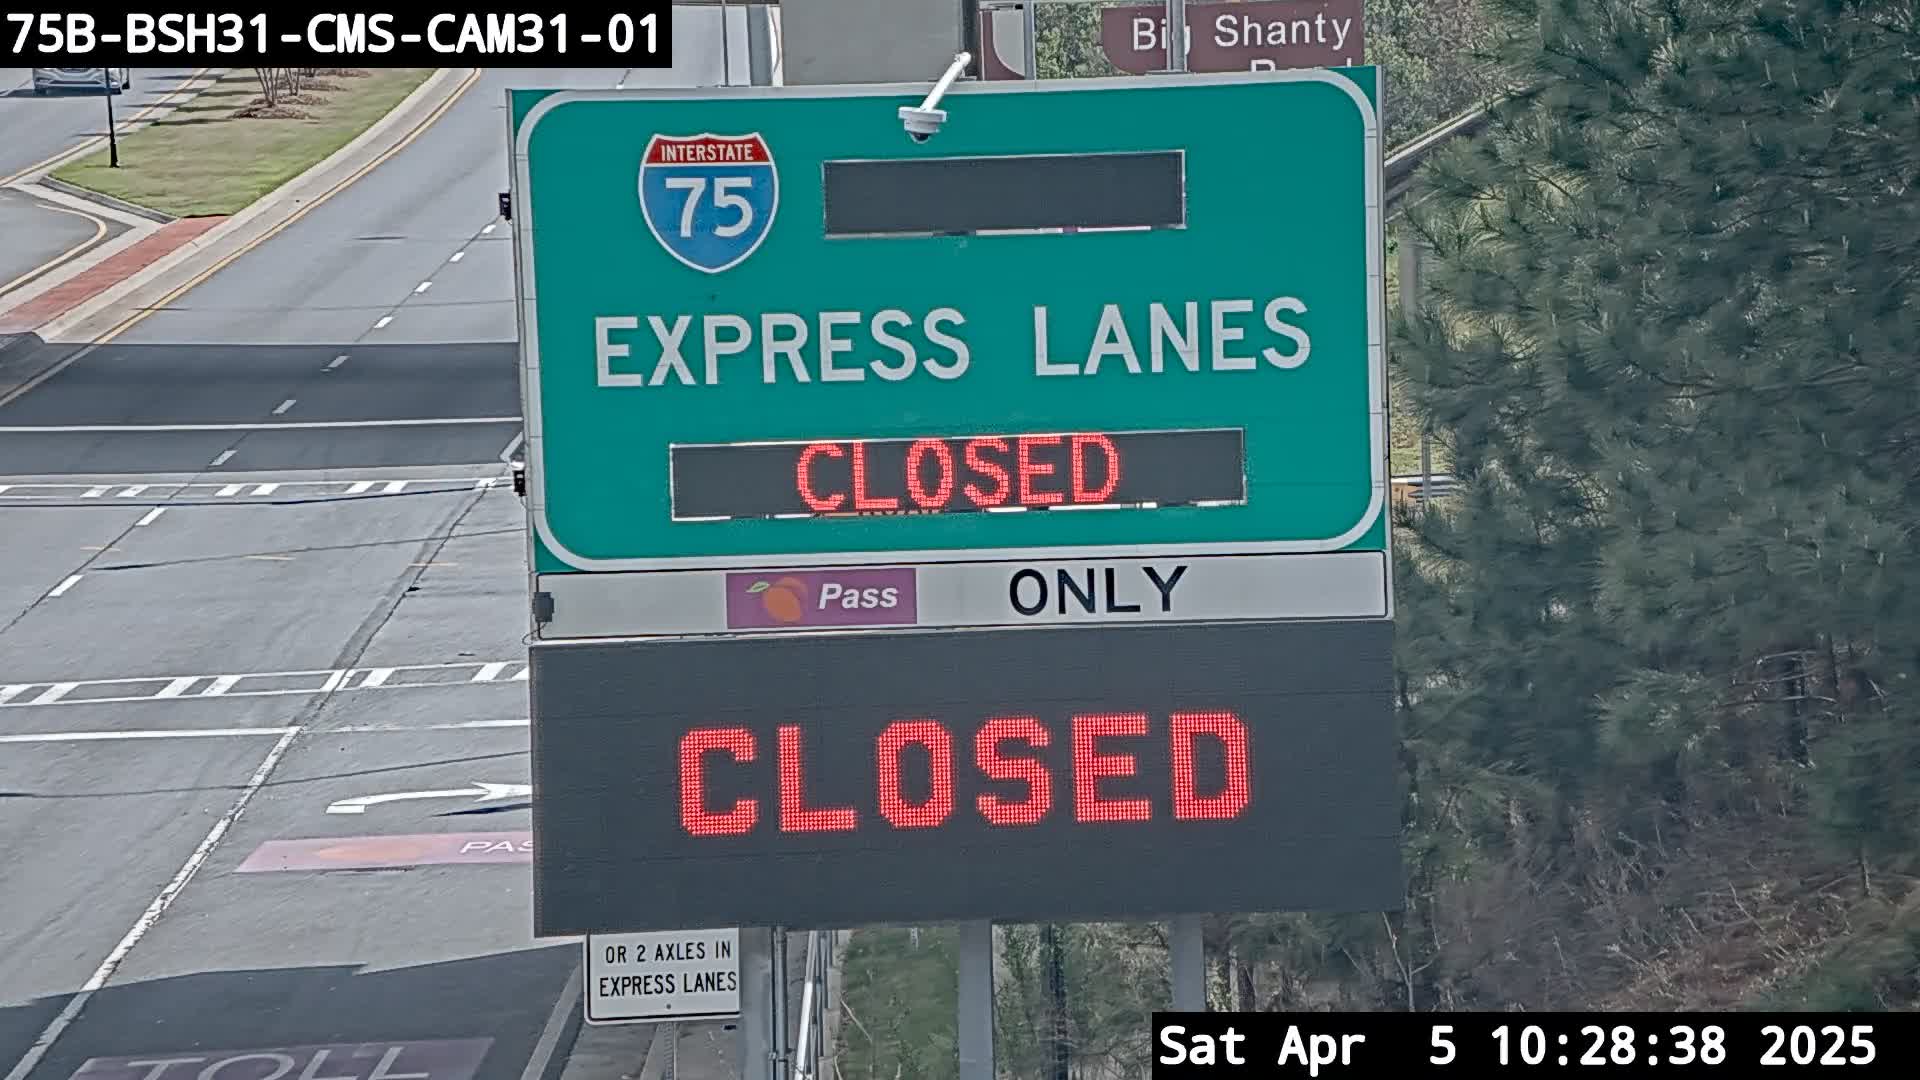 75B-BSH31-CMS-CAM31-01
Big Shanty
INTERSTATE
75
EXPRESS LANES
CLOSED
Pass ONLY
CLOSED
PAS
OR 2 AXLES IN
EXPRESS LANES
TOLL
Sat Apr 5 10:28:38 2025